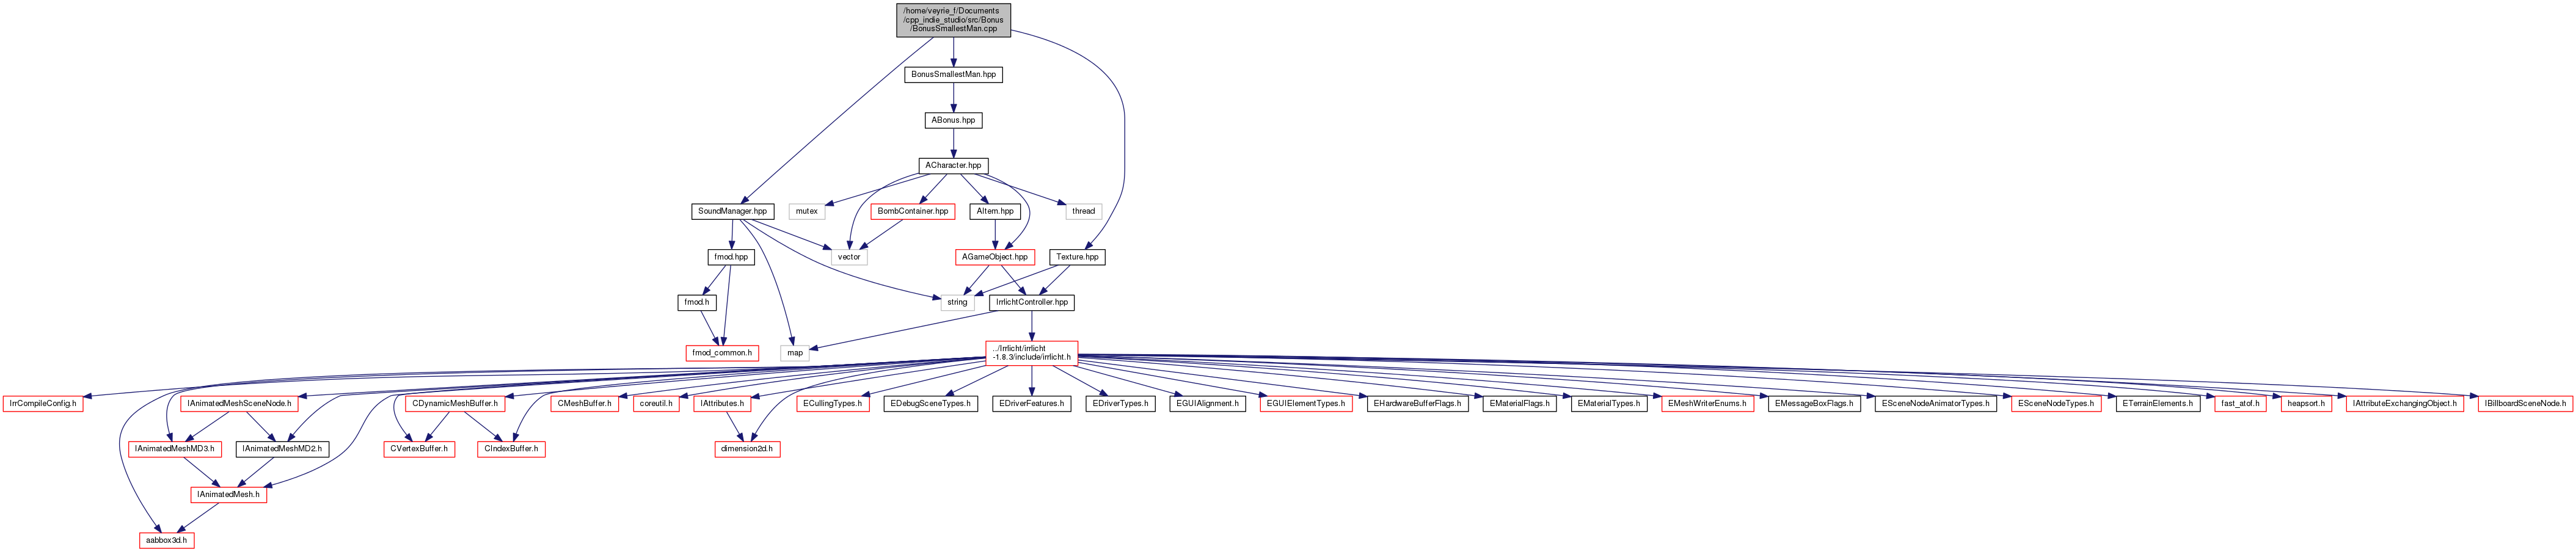 /home/veyrie_f/Documents
/cpp_indie_studio/src/Bonus
/BonusSmallestMan.cpp
BonusSmallestMan.hpp
ABonus.hpp
ACharacter.hpp
SoundManager.hpp
mutex
BombContainer.hpp
AItem.hpp
thread
fmod.hpp
vector
AGameObject.hpp
Texture.hpp
fmod.h
string
IrrlichtController.hpp
fmod_common.h
map
../Irrlicht/irrlicht
-1.8.3/include/irrlicht.h
IrrCompileConfig.h
IAnimatedMeshSceneNode.h
CDynamicMeshBuffer.h
CMeshBuffer.h
coreutil.h
IAttributes.h
ECullingTypes.h
EDebugSceneTypes.h
EDriverFeatures.h
EDriverTypes.h
EGUIAlignment.h
EGUIElementTypes.h
EHardwareBufferFlags.h
EMaterialFlags.h
EMaterialTypes.h
EMeshWriterEnums.h
EMessageBoxFlags.h
ESceneNodeAnimatorTypes.h
ESceneNodeTypes.h
ETerrainElements.h
fast_atof.h
heapsort.h
IAttributeExchangingObject.h
IBillboardSceneNode.h
IAnimatedMeshMD3.h
IAnimatedMeshMD2.h
CVertexBuffer.h
CIndexBuffer.h
dimension2d.h
IAnimatedMesh.h
aabbox3d.h